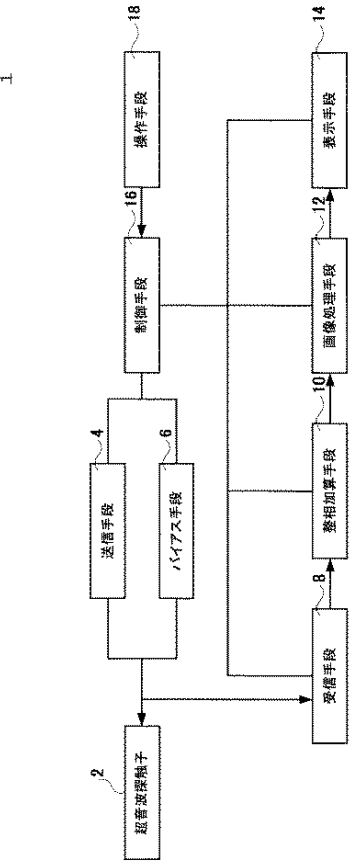 1
18
操作手段
16
制御手段
4
送信手段
6
バイアス手段
2
超音波探触子
14
表示手段
12
画像処理手段
10
整相加算手段
8
受信手段